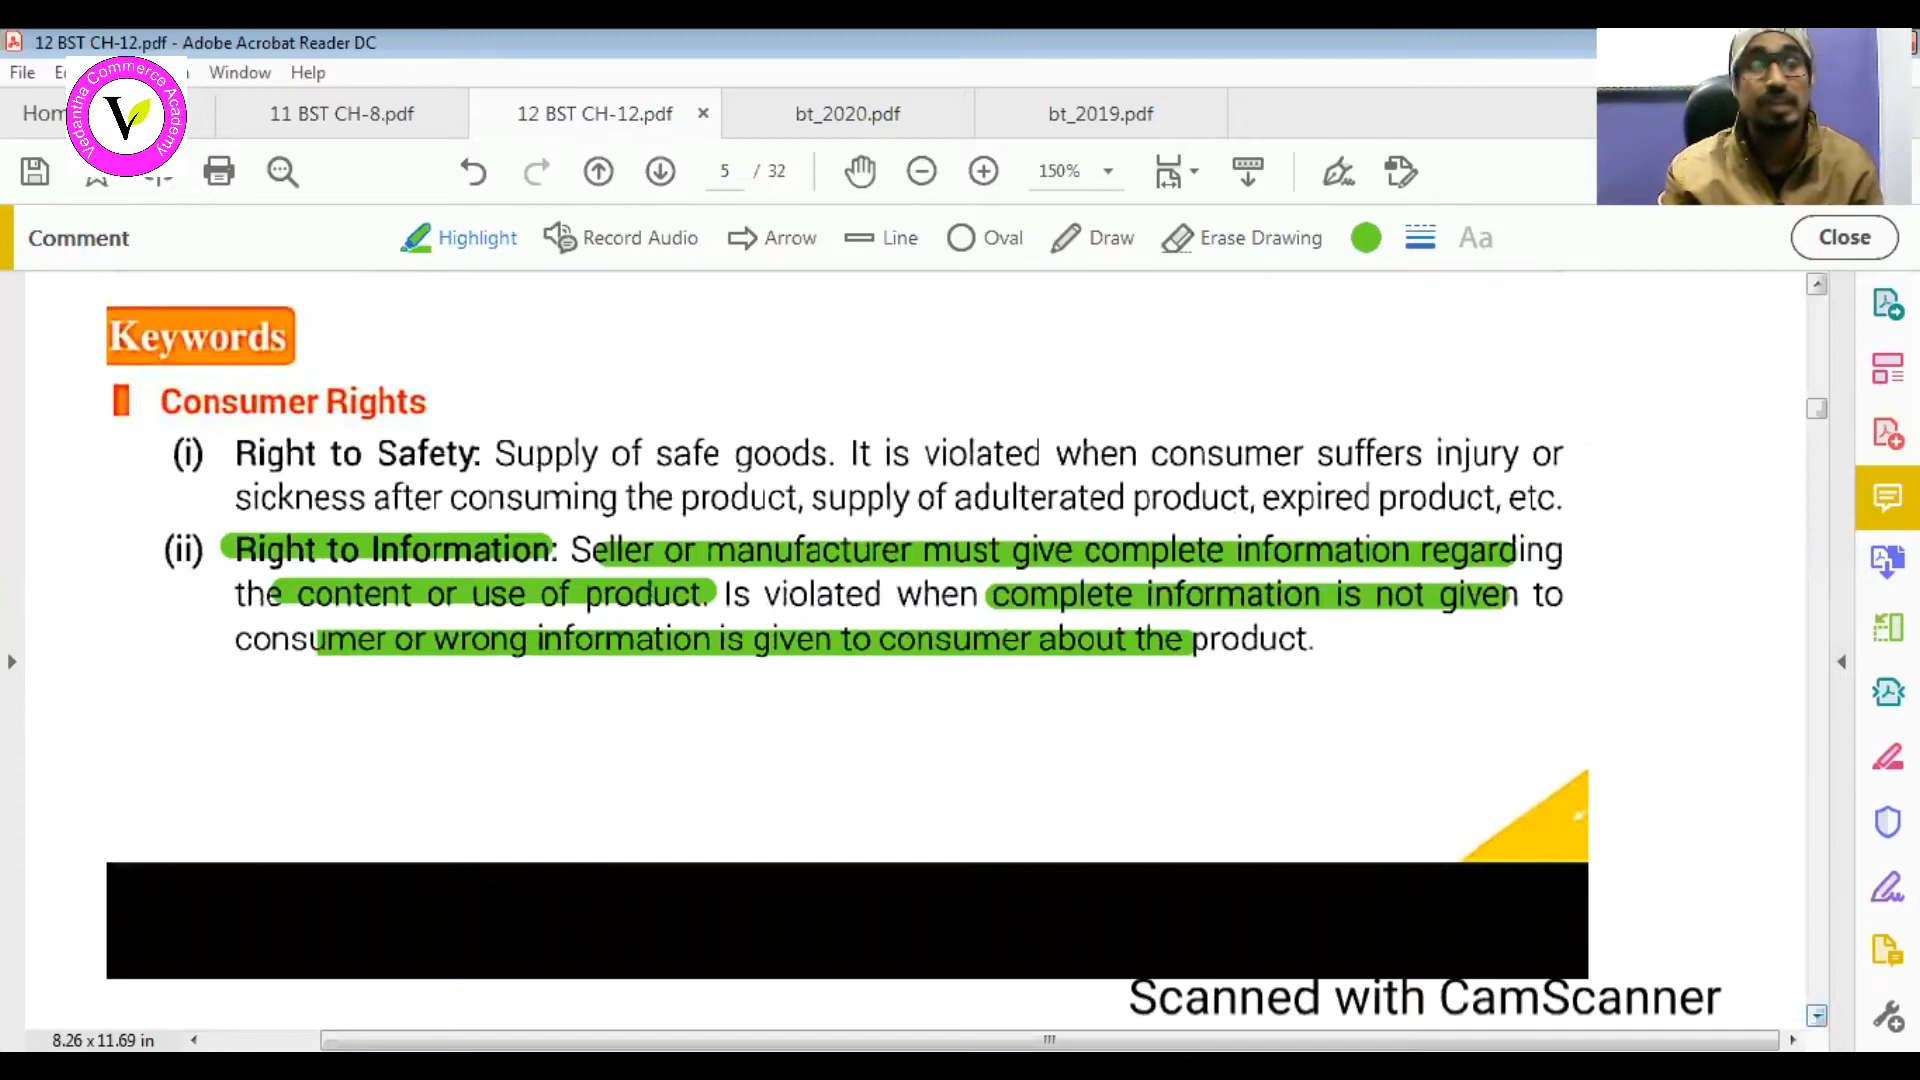 12 BST CH-12.pdf - Adobe Acrobat Reader DC
File E Window Help
Vedantha Commerce Academy
V
Hom 11 BST CH-8.pdf 12 BST CH-12.pdf × bt_2020.pdf bt_2019.pdf
5 / 32 150%
Comment Highlight Record Audio Arrow Line Oval Draw Erase Drawing Aa Close
Keywords
Consumer Rights
(i) Right to Safety: Supply of safe goods. It is violated when consumer suffers injury or
sickness after consuming the product, supply of adulterated product, expired product, etc.
(ii) Right to Information: Seller or manufacturer must give complete information regarding
the content or use of product. Is violated when complete information is not given to
consumer or wrong information is given to consumer about the product.
Scanned with CamScanner
8.26 x 11.69 in